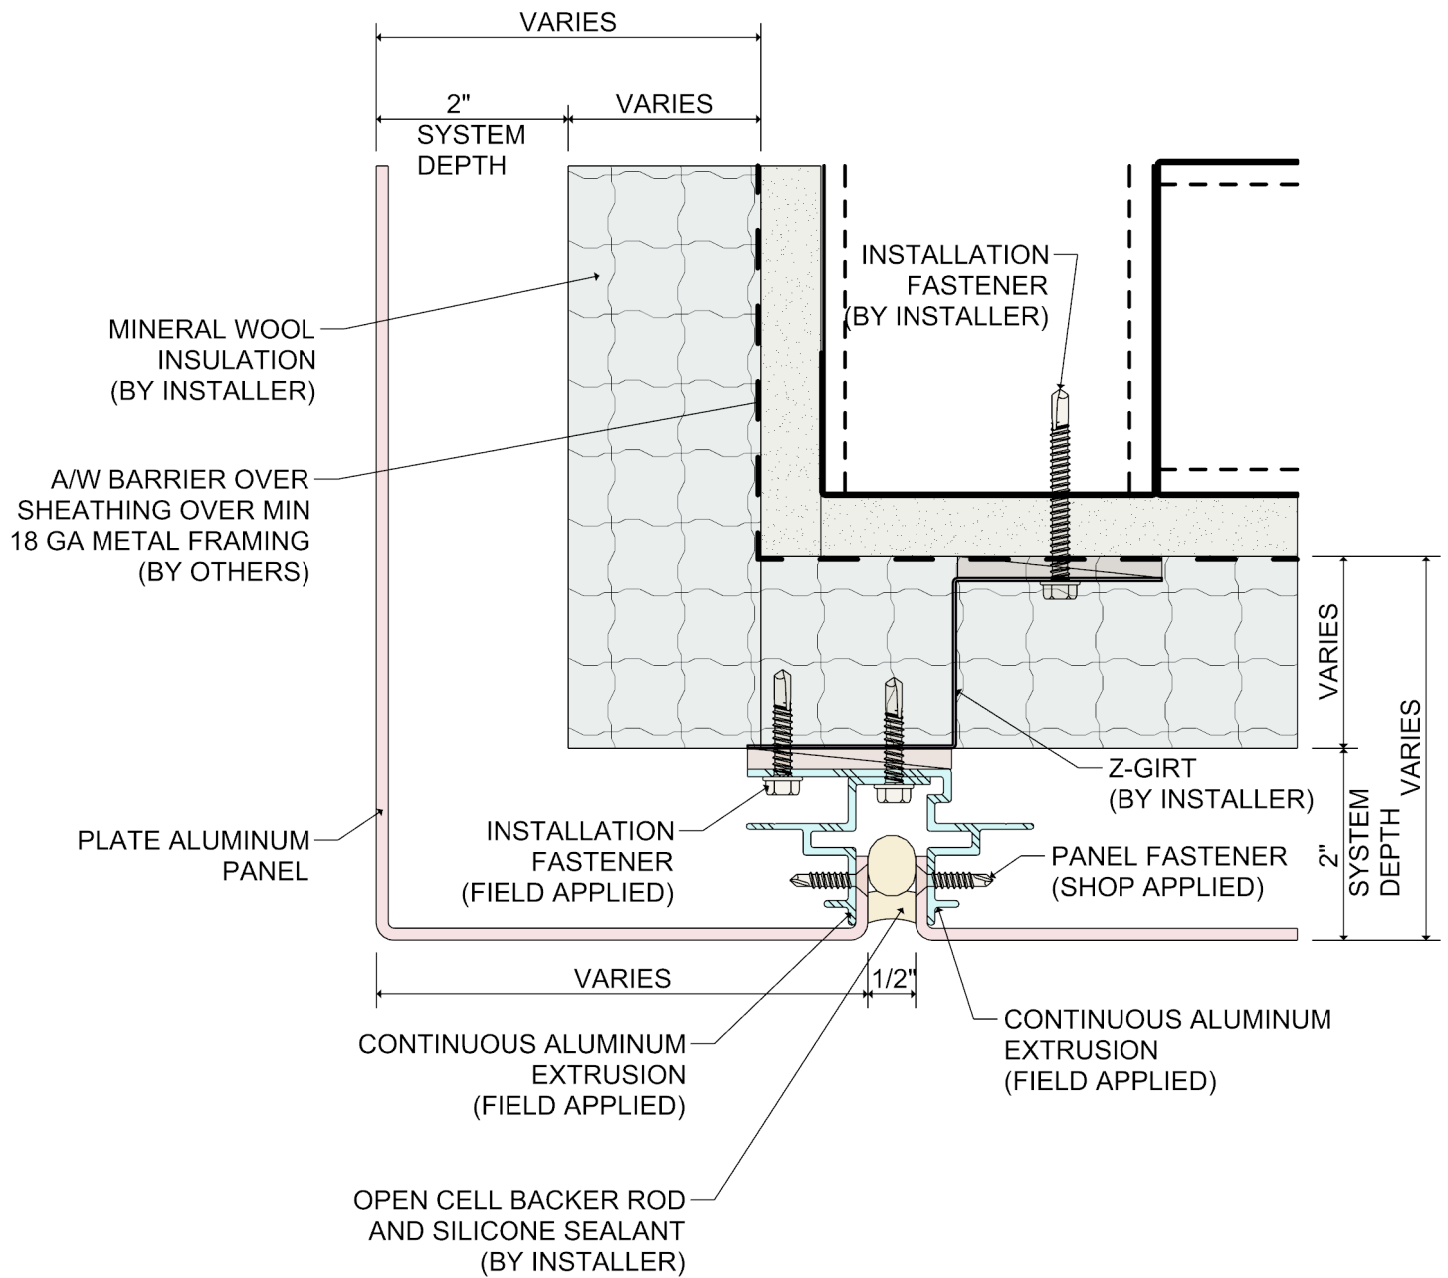 VARIES
2"
SYSTEM
DEPTH
VARIES
INSTALLATION
FASTENER
(BY INSTALLER)
MINERAL WOOL
INSULATION
(BY INSTALLER)
A/W BARRIER OVER
SHEATHING OVER MIN
18 GA METAL FRAMING
(BY OTHERS)
VARIES
VARIES
Z-GIRT
(BY INSTALLER)
2"
SYSTEM
DEPTH
PLATE ALUMINUM
PANEL
INSTALLATION
FASTENER
(FIELD APPLIED)
PANEL FASTENER
(SHOP APPLIED)
VARIES
1/2"
CONTINUOUS ALUMINUM
EXTRUSION
(FIELD APPLIED)
CONTINUOUS ALUMINUM
EXTRUSION
(FIELD APPLIED)
OPEN CELL BACKER ROD
AND SILICONE SEALANT
(BY INSTALLER)